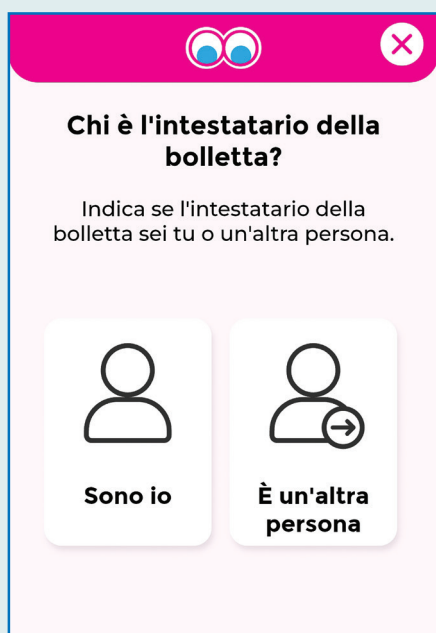 Chi è l'intestatario della
bolletta?
Indica se l'intestatario della
bolletta sei tu o un'altra persona.
Sono io
È un'altra
persona